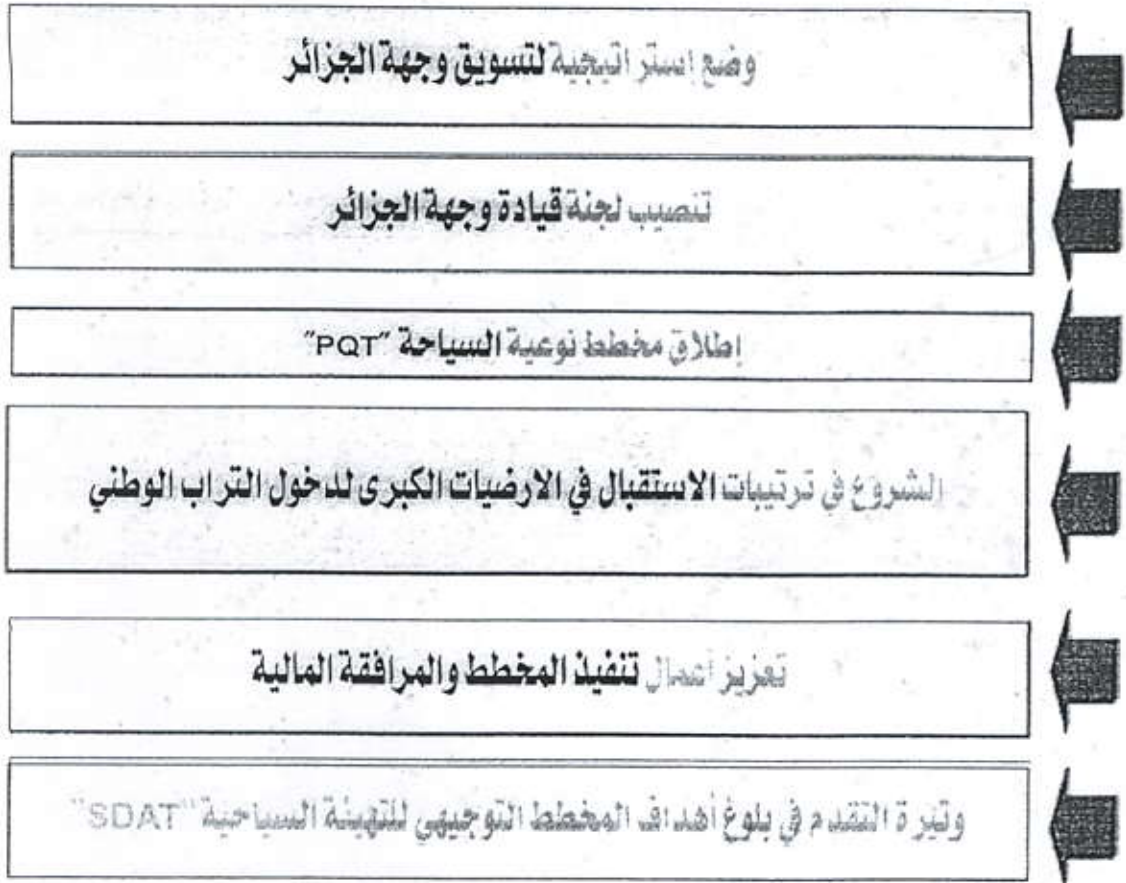 وضع إستراتيجية لتسويق وجهة الجزائر
تنصيب لجنة قيادة وجهة الجزائر
إطلاق مخطط نوعية السياحة "PQT"
الشروع في ترتيبات الاستقبال في الارضيات الكبرى لدخول التراب الوطني
تعزيز أعمال تنفيذ المخطط والمرافقة المالية
وتيرة التقدم في بلوغ أهداف المخطط التوجيهي للتهيئة السياحية "SDAT"